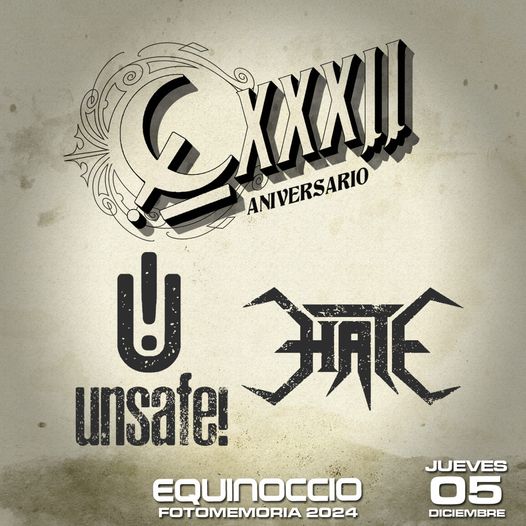 XXXII
ANIVERSARIO
unsafe!
HATE
EQUINOCCIO
FOTOMEMORIA 2024
JUEVES
05
DICIEMBRE